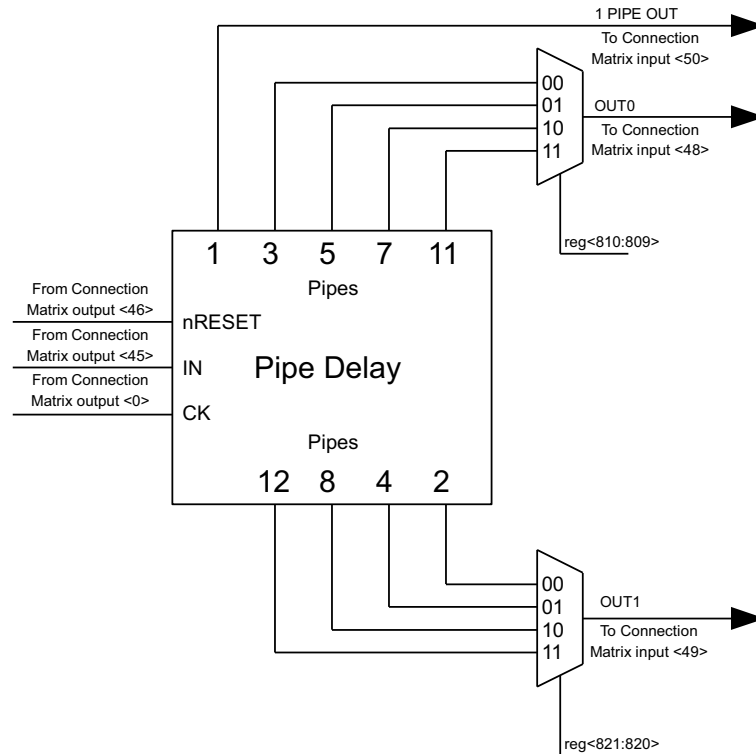 1 PIPE OUT
To Connection
Matrix input <50>
00
01
10
11
OUT0
To Connection
Matrix input <48>
reg<810:809>
1 3 5 7 11
Pipes
From Connection
Matrix output <46>
nRESET
From Connection
Matrix output <45>
IN
Pipe Delay
From Connection
Matrix output <0>
CK
Pipes
12 8 4 2
00
01
10
11
OUT1
To Connection
Matrix input <49>
reg<821:820>